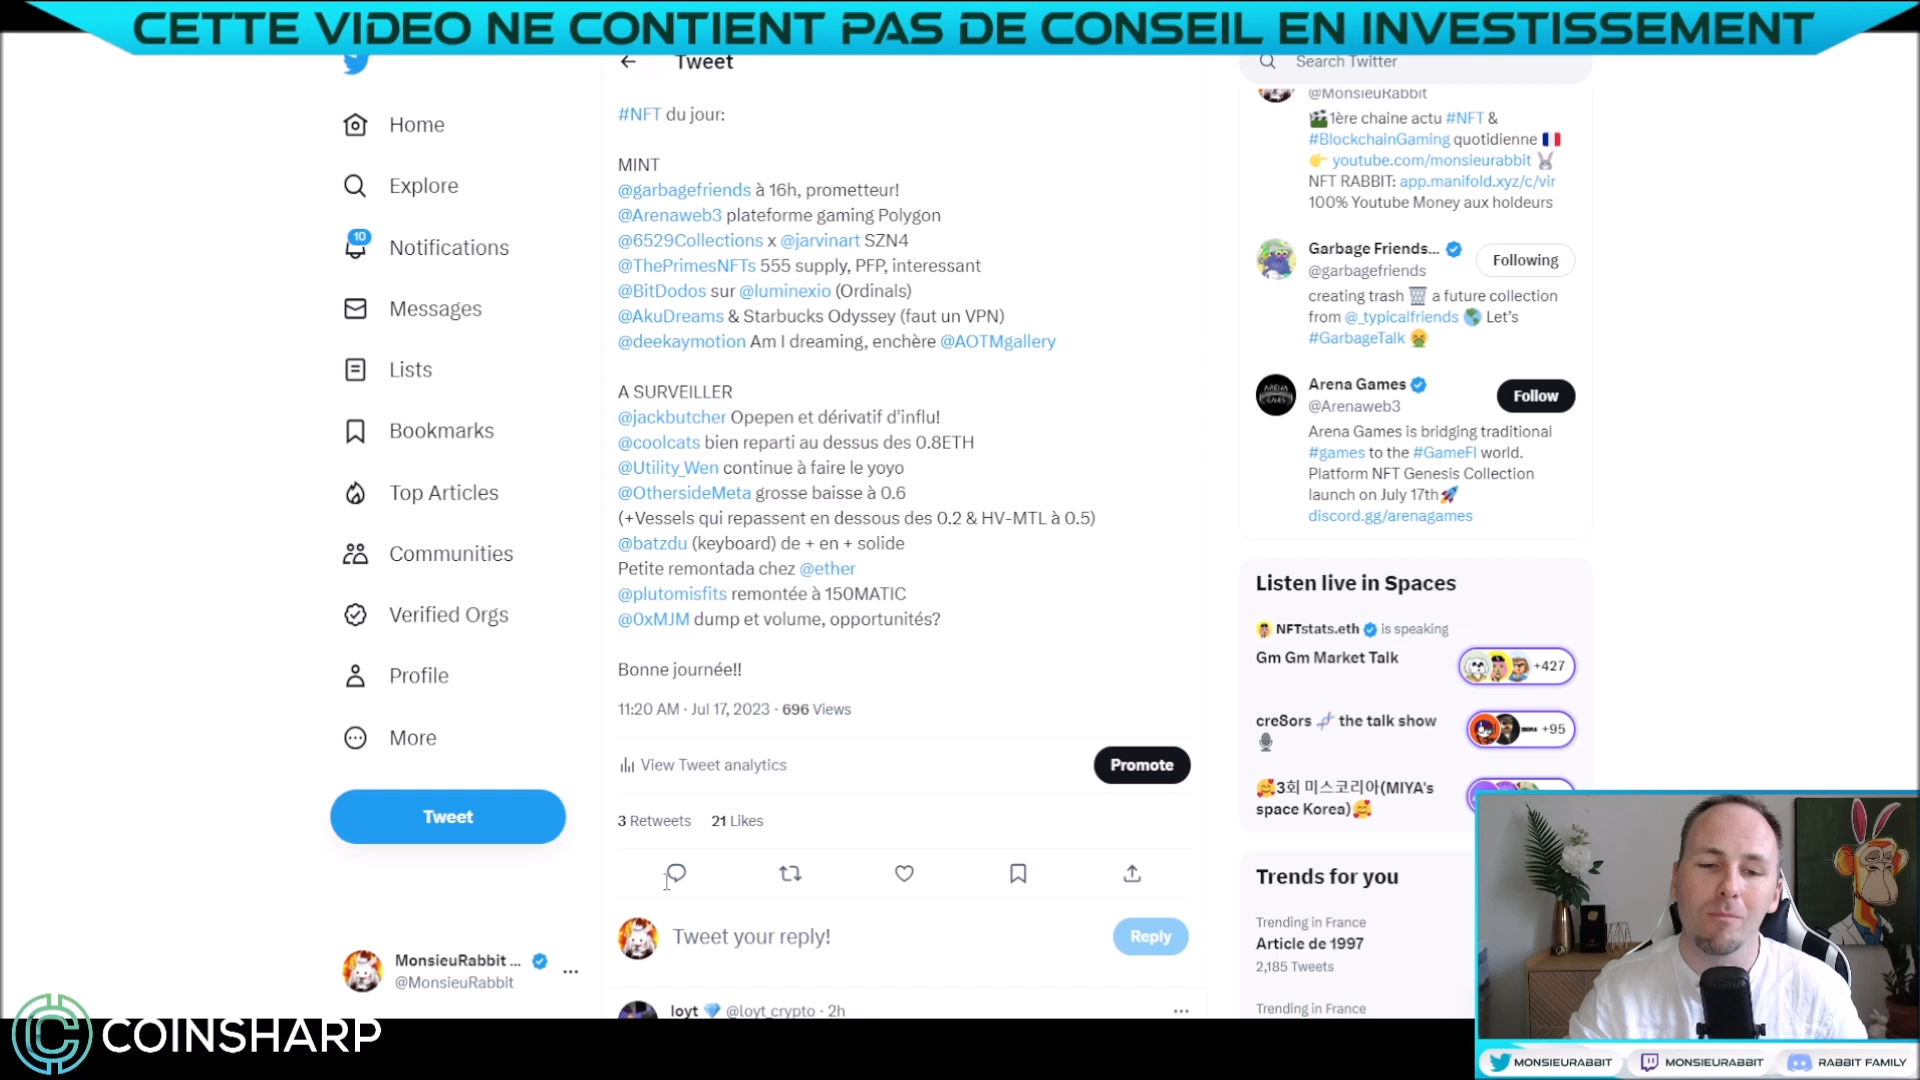 CETTE VIDEO NE CONTIENT PAS DE CONSEIL EN INVESTISSEMENT
Home
Explore
10
Notifications
Messages
Lists
Bookmarks
Top Articles
Communities
Verified Orgs
Profile
More
Tweet
MonsieuRabbit ...
@MonsieuRabbit
COINSHARP
Tweet
#NFT du jour:
MINT
@garbagefriends à 16h, prometteur!
@Arenaweb3 plateforme gaming Polygon
@6529Collections x @jarvinart SZN4
@ThePrimesNFTs 555 supply, PFP, interessant
@BitDodos sur @luminexio (Ordinals)
@AkuDreams & Starbucks Odyssey (faut un VPN)
@deekaymotion Am I dreaming, enchère @AOTMgallery
A SURVEILLER
@jackbutcher Opepen et dérivatif d'influ!
@coolcats bien reparti au dessus des 0.8ETH
@Utility_Wen continue à faire le yoyo
@OthersideMeta grosse baisse à 0.6
(+Vessels qui repassent en dessous des 0.2 & HV-MTL à 0.5)
@batzdu (keyboard) de + en + solide
Petite remontada chez @ether
@plutomisfits remontée à 150MATIC
@0xMJM dump et volume, opportunités?
Bonne journée!!
11:20 AM · Jul 17, 2023 · 696 Views
View Tweet analytics
Promote
3 Retweets 21 Likes
Tweet your reply!
Reply
loyt 💎 @loyt_crypto · 2h
Search Twitter
@MonsieuRabbit
🎬1ère chaine actu #NFT &
#BlockchainGaming quotidienne 🇫🇷
👉 youtube.com/monsieurabbit 🐰
NFT RABBIT: app.manifold.xyz/c/vir
100% Youtube Money aux holdeurs
Garbage Friends...
Following
@garbagefriends
creating trash 🗑️ a future collection
from @_typicalfriends 🌎 Let's
#GarbageTalk 🤮
Arena Games
Follow
@Arenaweb3
Arena Games is bridging traditional
#games to the #GameFI world.
Platform NFT Genesis Collection
launch on July 17th🚀
discord.gg/arenagames
Listen live in Spaces
NFTstats.eth is speaking
Gm Gm Market Talk
+427
cre8ors 🧬 the talk show
🎙️
+95
🥰3회 미스코리아(MIYA's
space Korea)🥰
Trends for you
Trending in France
Article de 1997
2,185 Tweets
Trending in France
MONSIEURABBIT
MONSIEURABBIT
RABBIT FAMILY